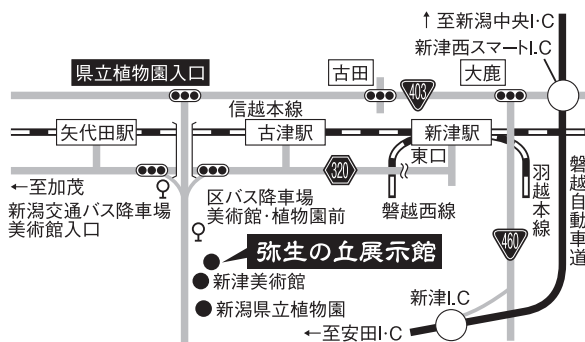 ↑至新潟中央I・C
新津西スマートI.C
県立植物園入口
古田
大鹿
403
信越本線
矢代田駅
古津駅
新津駅
東口
320
←至加茂
新潟交通バス降車場
美術館入口
区バス降車場
美術館・植物園前
磐越西線
羽越本線
磐越自動車道
460
弥生の丘展示館
新津美術館
新潟県立植物園
新津I.C
←至安田I・C